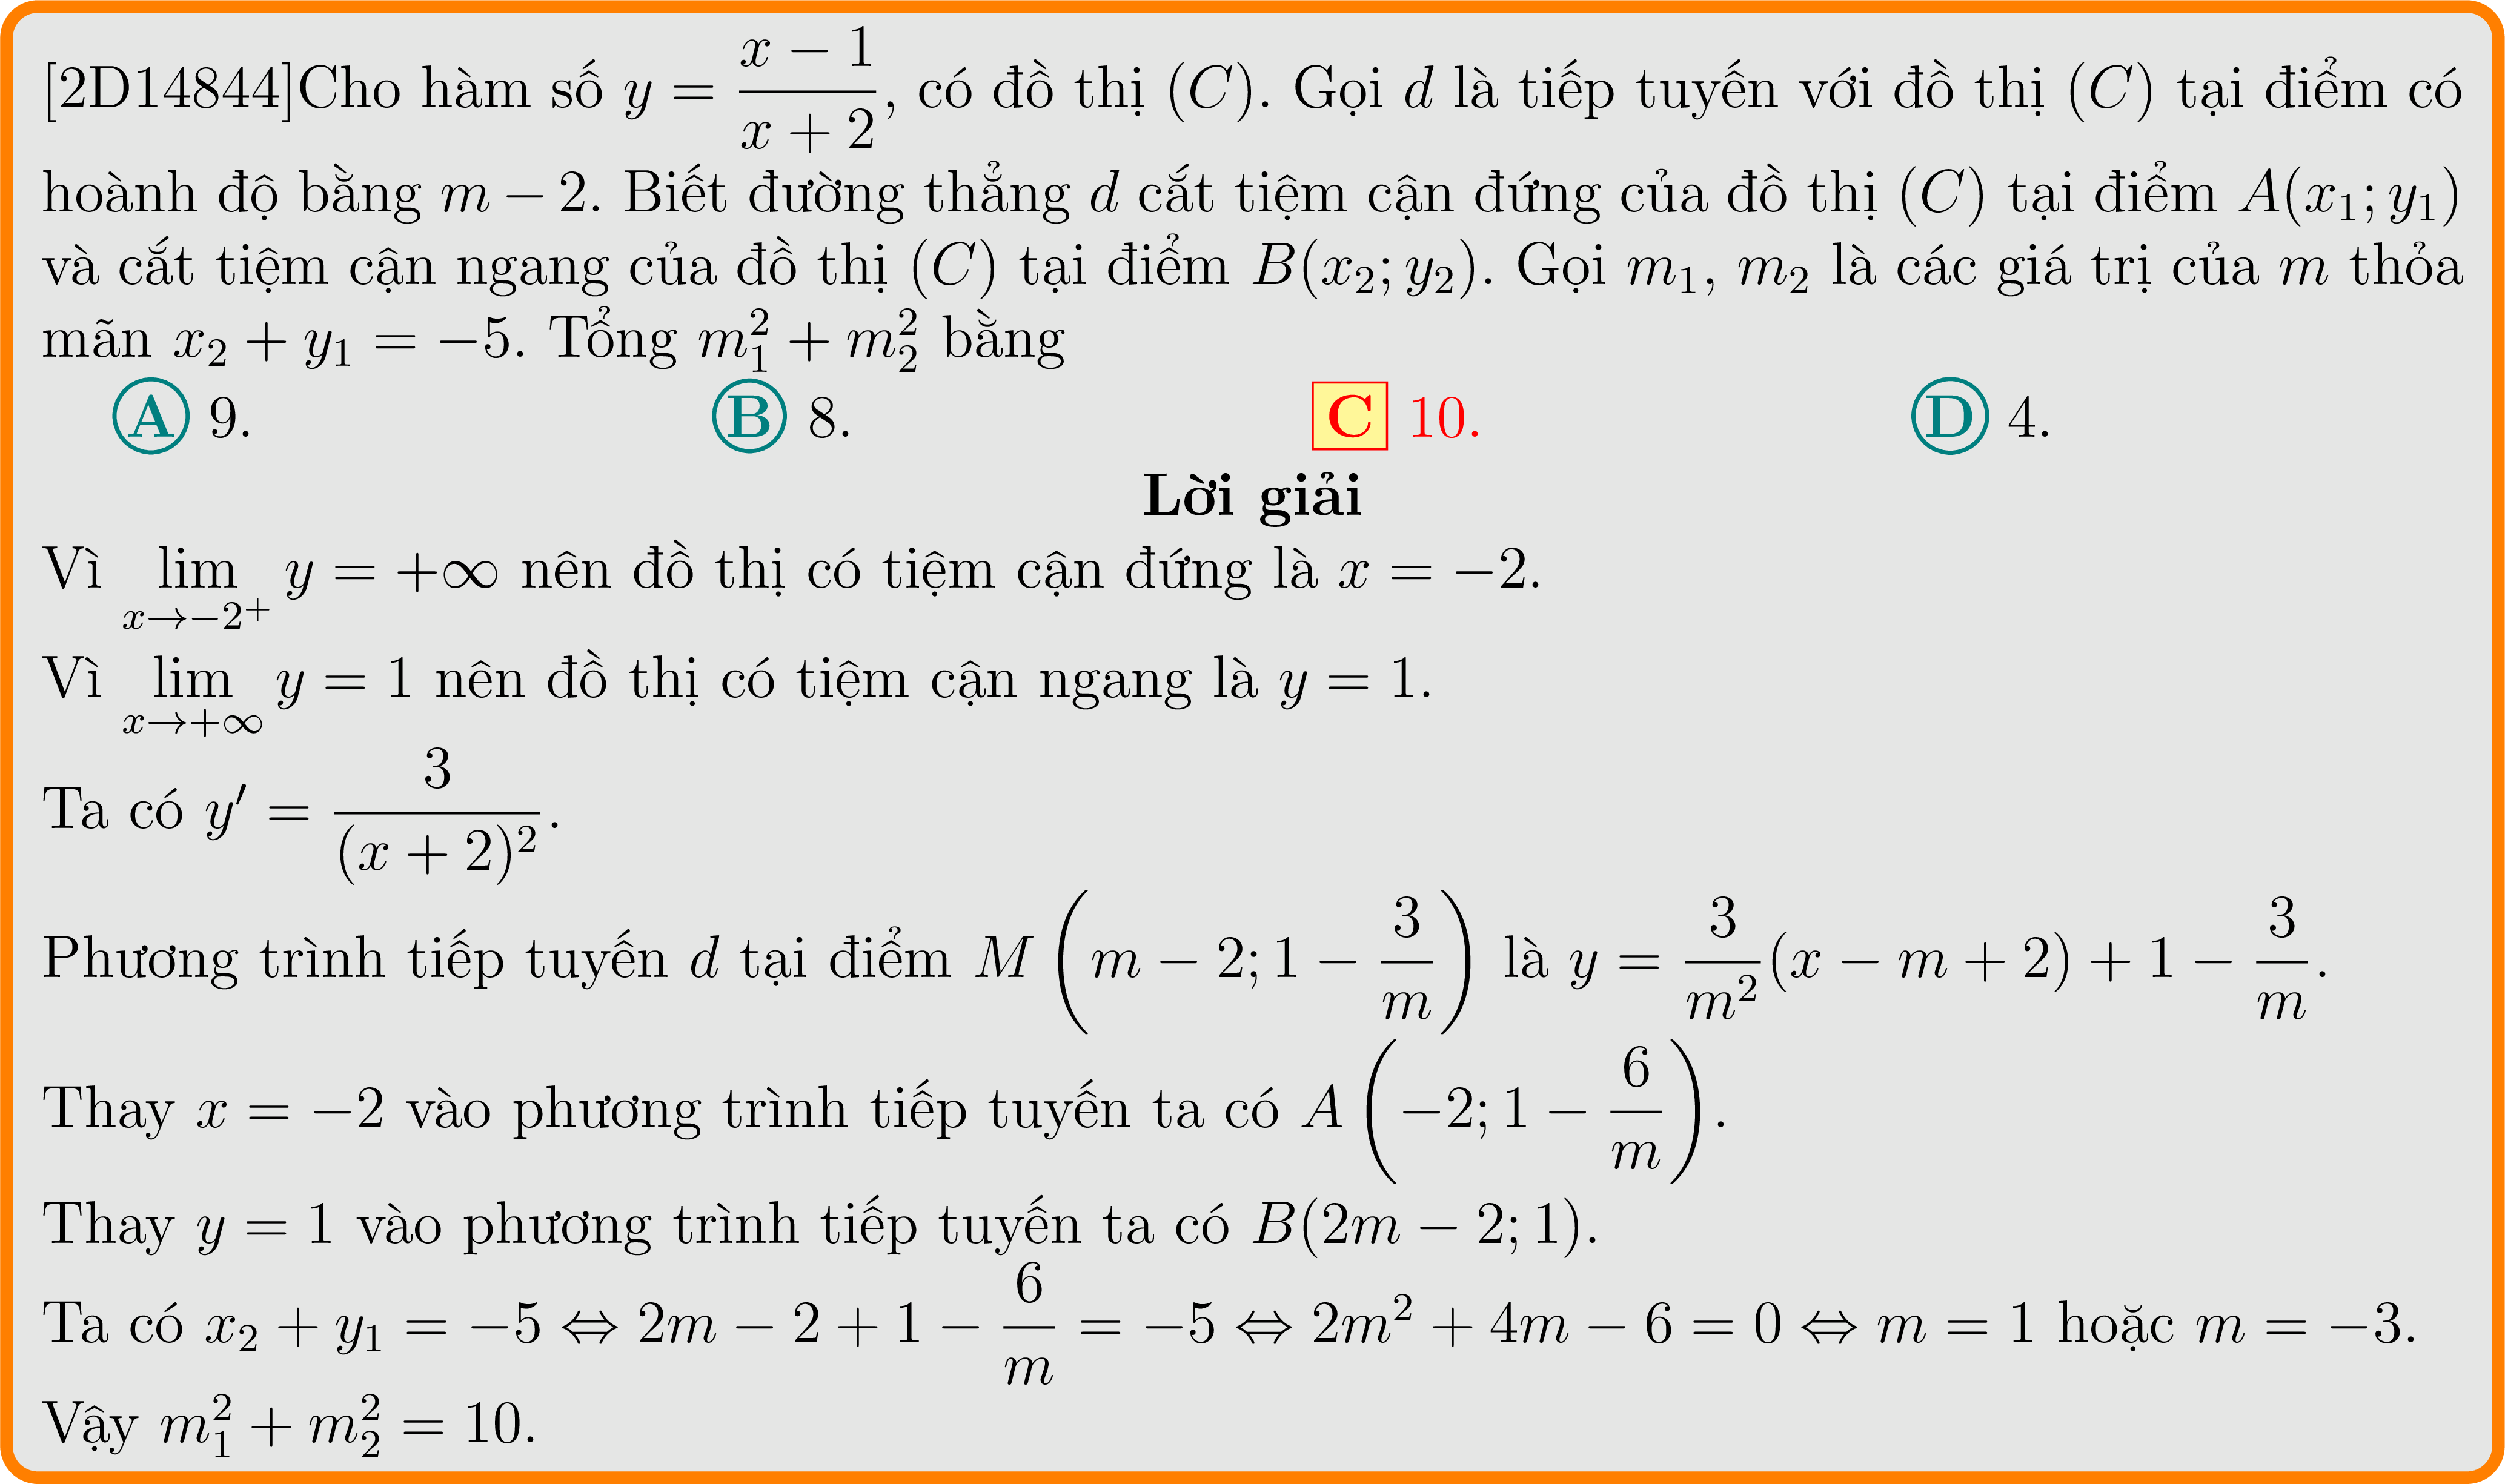 [2D14844]Cho hàm số $y = \dfrac{x-1}{x+2}$, có đồ thị $(C)$. Gọi $d$ là tiếp tuyến với đồ thị $(C)$ tại điểm có
hoành độ bằng $m-2$. Biết đường thẳng $d$ cắt tiệm cận đứng của đồ thị $(C)$ tại điểm $A(x_1; y_1)$
và cắt tiệm cận ngang của đồ thị $(C)$ tại điểm $B(x_2; y_2)$. Gọi $m_1$, $m_2$ là các giá trị của $m$ thỏa
mãn $x_2 + y_1 = -5$. Tổng $m_1^2 + m_2^2$ bằng
A 9. B 8. C 10. D 4.
Lời giải
Vì $\lim\limits_{x \to -2^+} y = +\infty$ nên đồ thị có tiệm cận đứng là $x = -2$.
Vì $\lim\limits_{x \to +\infty} y = 1$ nên đồ thị có tiệm cận ngang là $y = 1$.
Ta có $y' = \dfrac{3}{(x+2)^2}$.
Phương trình tiếp tuyến $d$ tại điểm $M\left(m-2; 1-\dfrac{3}{m}\right)$ là $y = \dfrac{3}{m^2}(x-m+2)+1-\dfrac{3}{m}$.
Thay $x = -2$ vào phương trình tiếp tuyến ta có $A\left(-2; 1-\dfrac{6}{m}\right)$.
Thay $y = 1$ vào phương trình tiếp tuyến ta có $B(2m-2; 1)$.
Ta có $x_2 + y_1 = -5 \Leftrightarrow 2m-2+1-\dfrac{6}{m} = -5 \Leftrightarrow 2m^2+4m-6 = 0 \Leftrightarrow m = 1$ hoặc $m = -3$.
Vậy $m_1^2 + m_2^2 = 10$.